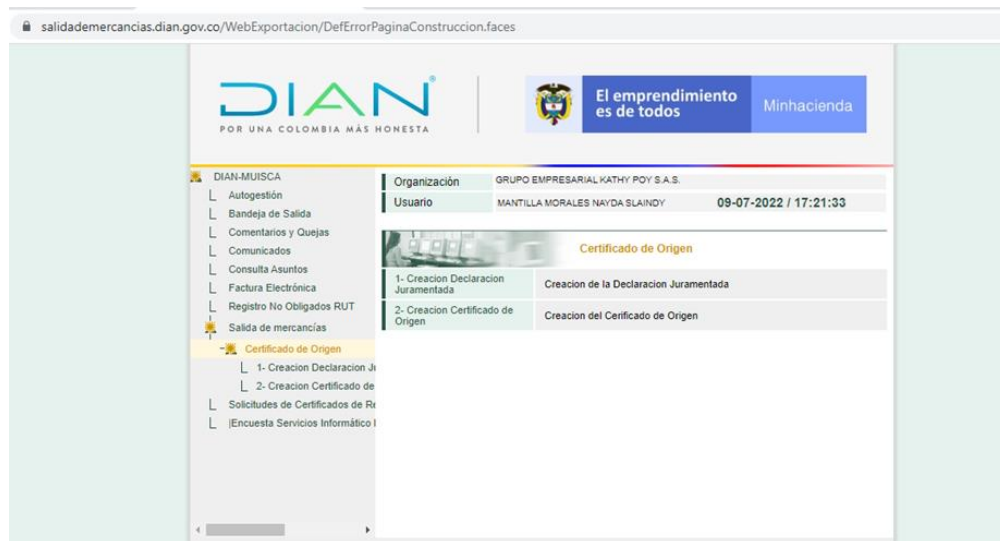 salidademercancias.dian.gov.co/WebExportacion/DefErrorPaginaConstruccion.faces
DIAN
POR UNA COLOMBIA MÁS HONESTA
El emprendimiento
es de todos
Minhacienda
DIAN-MUISCA
Autogestión
Bandeja de Salida
Comentarios y Quejas
Comunicados
Consulta Asuntos
Factura Electrónica
Registro No Obligados RUT
Salida de mercancías
Certificado de Origen
1- Creacion Declaracion Ju
2- Creacion Certificado de
Solicitudes de Certificados de Re
|Encuesta Servicios Informático
Organización GRUPO EMPRESARIAL KATHY POY S.A.S.
Usuario MANTILLA MORALES NAYDA SLAINDY 09-07-2022 / 17:21:33
Certificado de Origen
1- Creacion Declaracion
Juramentada
Creacion de la Declaracion Juramentada
2- Creacion Certificado de
Origen
Creacion del Cerificado de Origen